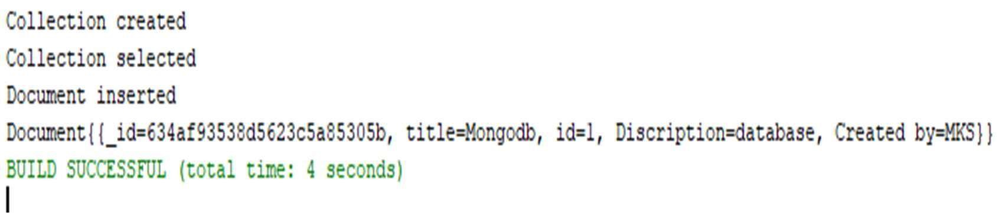 Collection created
Collection selected
Document inserted
Document{{_id=634af93538d5623c5a85305b, title=Mongodb, id=1, Discription=database, Created by=MKS}}
BUILD SUCCESSFUL (total time: 4 seconds)